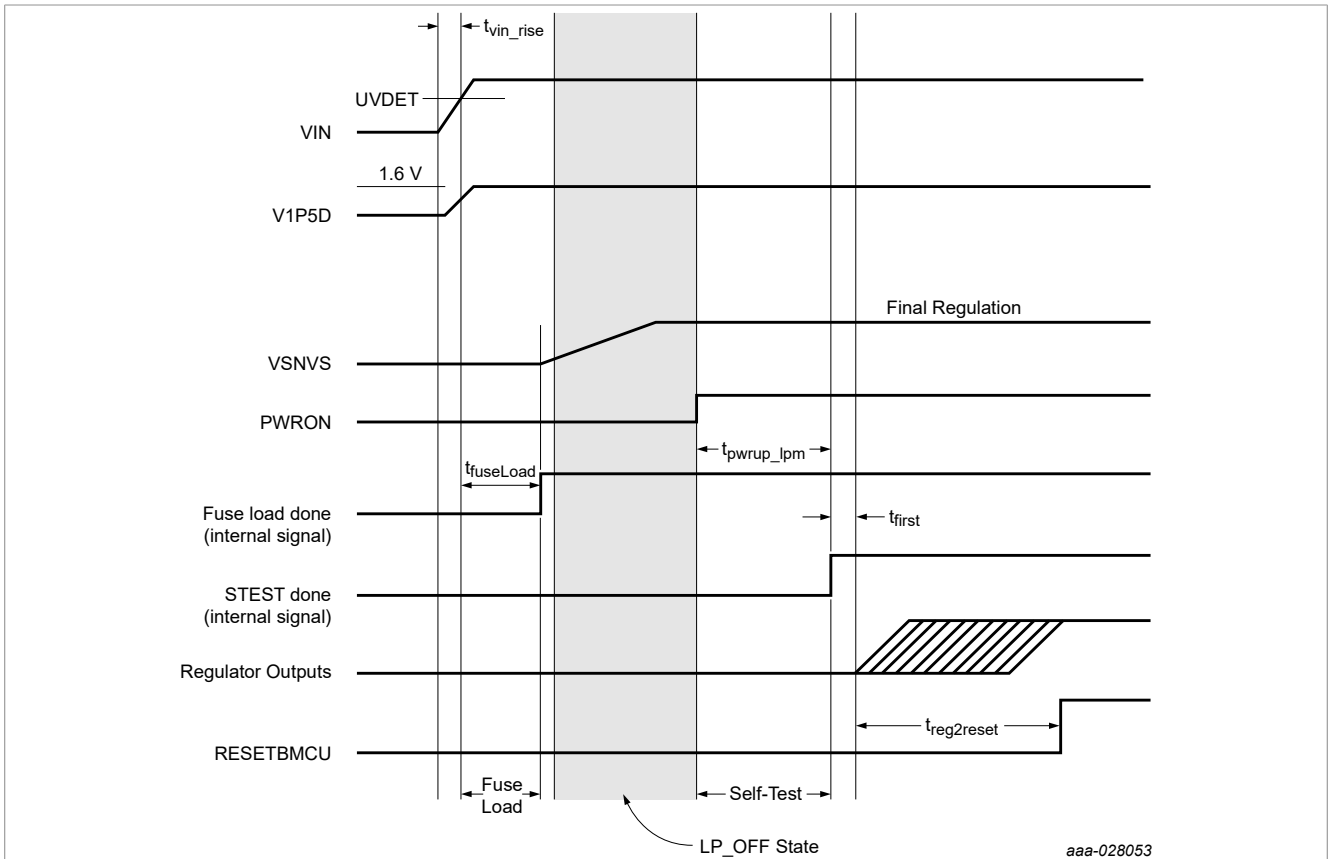 tvin_rise
UVDET
VIN
1.6 V
V1P5D
Final Regulation
VSNVS
PWRON
tpwrup_lpm
tfuseLoad
Fuse load done
(internal signal)
tfirst
STEST done
(internal signal)
Regulator Outputs
treg2reset
RESETBMCU
Fuse
Load
Self-Test
LP_OFF State
aaa-028053